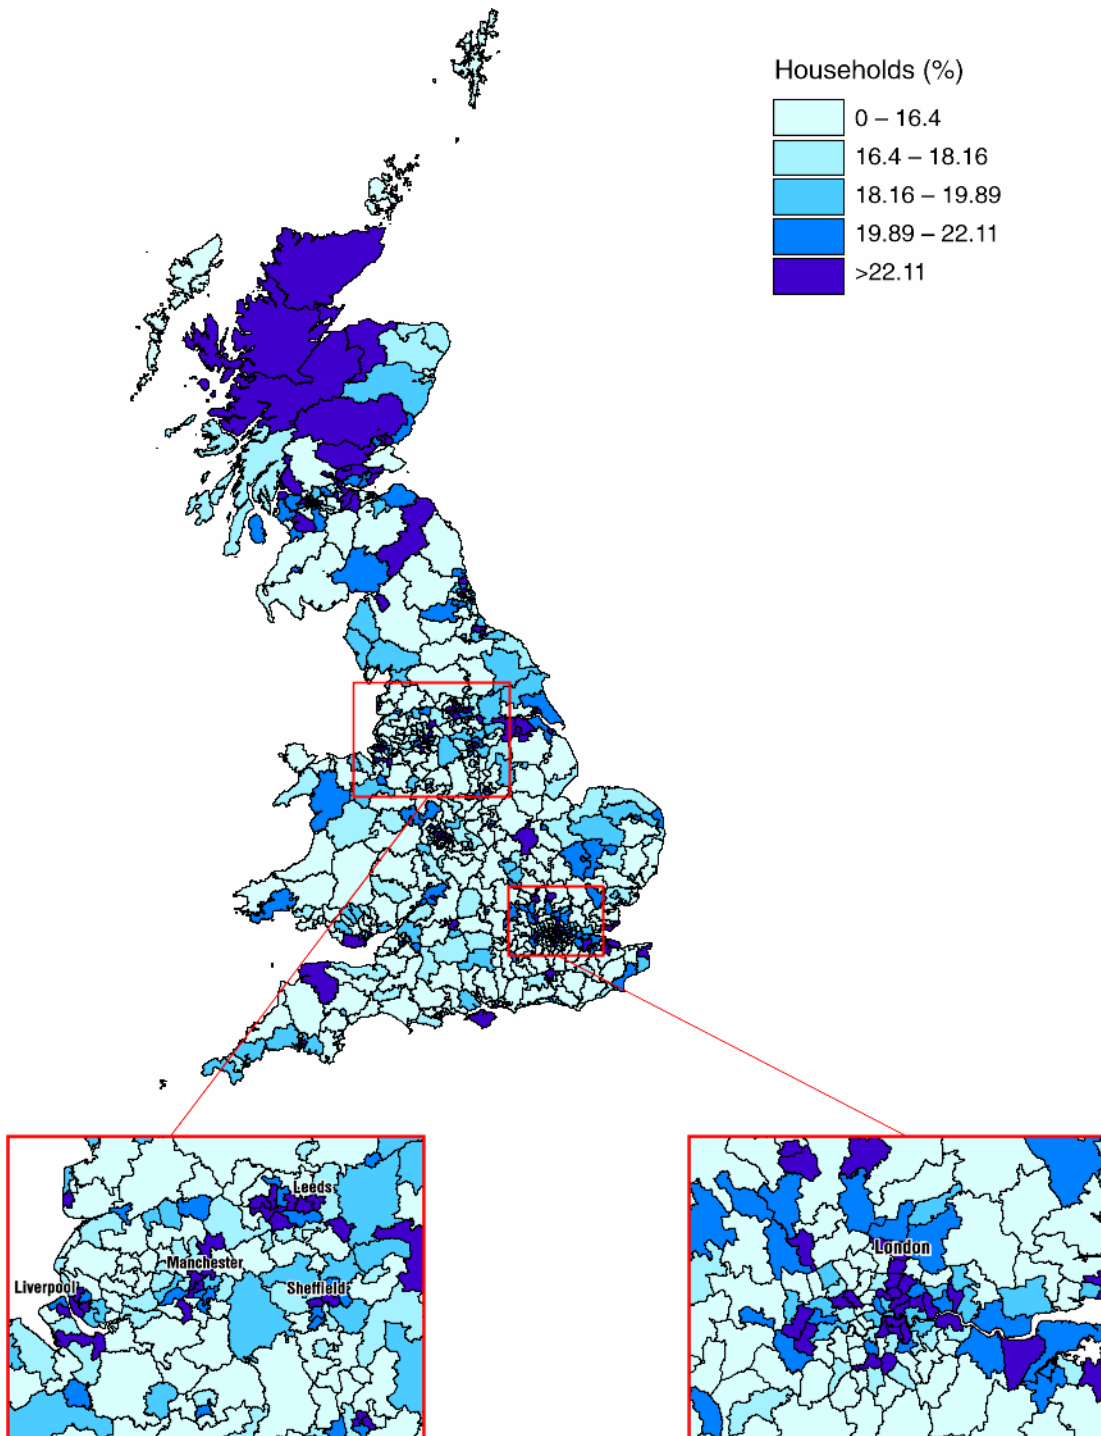 Households (%)
0 – 16.4
16.4 – 18.16
18.16 – 19.89
19.89 – 22.11
>22.11
Leeds
Manchester
Liverpool
Sheffield
London